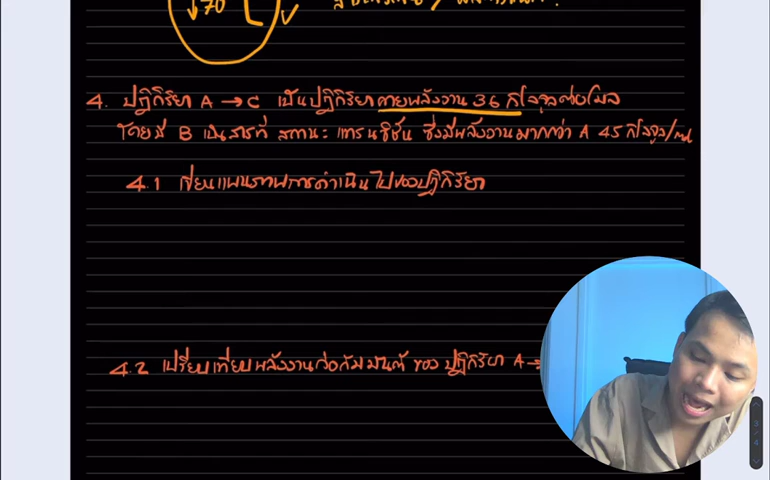 ↓70
4. ปฏิกิริยา A → C เป็นปฏิกิริยาคายพลังงาน 36 กิโลจูลต่อโมล
โดยมี B เป็นสารที่ สถานะ แทรนซิชัน ซึ่งมีพลังงานมากกว่า A 45 กิโลจูล/mol
4.1 เขียนแผนภาพการดำเนินไปของปฏิกิริยา
4.2 เปรียบเทียบพลังงานก่อกัมมันต์ ของ ปฏิกิริยา A →